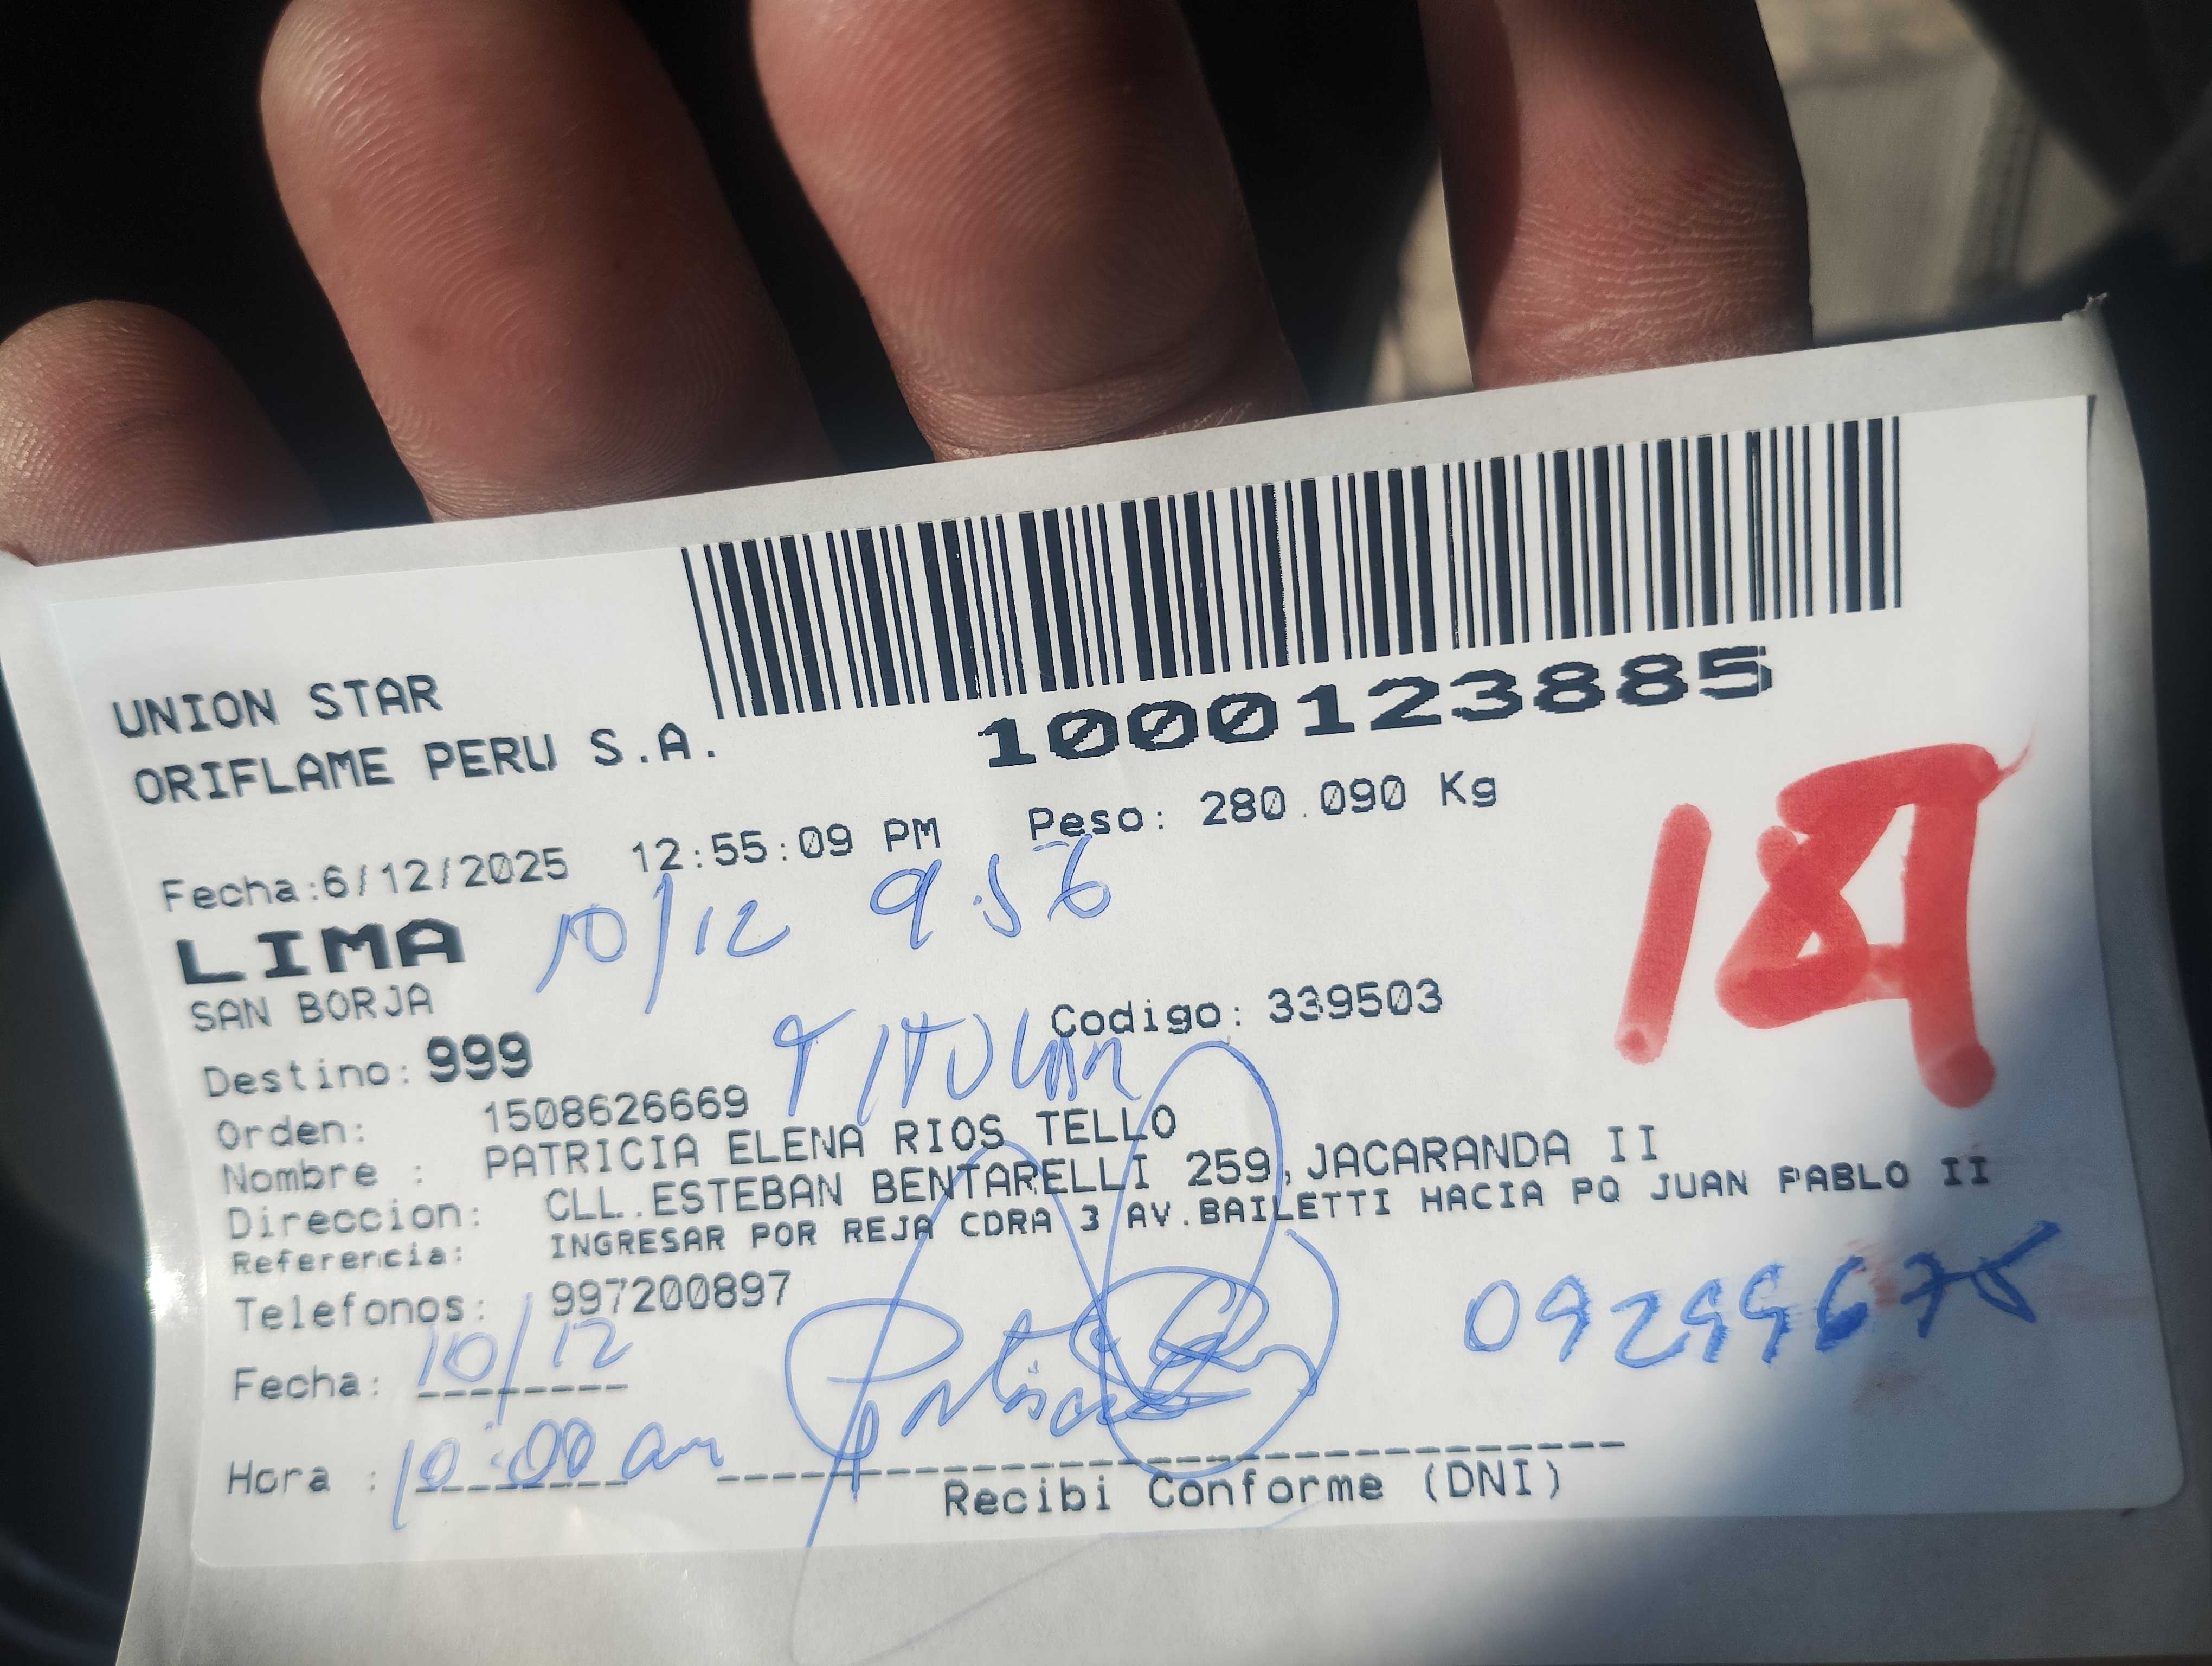 UNION STAR
ORIFLAME PERU S.A.
1000123885
Fecha:6/12/2025 12:55:09 PM Peso: 280.090 Kg
10/12 9:56
LIMA
SAN BORJA
Destino: 999 Codigo: 339503
TITULAR
Orden: 1508626669
Nombre : PATRICIA ELENA RIOS TELLO
Direccion: CLL.ESTEBAN BENTARELLI 259,JACARANDA II
Referencia: INGRESAR POR REJA CDRA 3 AV.BAILETTI HACIA PQ JUAN PABLO II
Telefonos: 997200897
Fecha: 10/12
Hora : 10:00 am
Recibi Conforme (DNI)